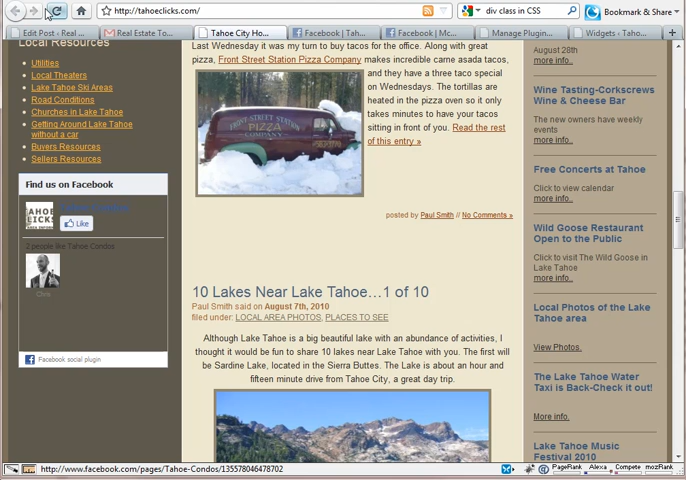 http://tahoeclicks.com/
div class in CSS
Bookmark & Share
Edit Post ‹ Real ...
Real Estate To...
Tahoe City Ho...
Facebook | Tah...
Facebook | Mc...
Manage Plugin...
Widgets ‹ Taho...
Local Resources
Utilities
Local Theaters
Lake Tahoe Ski Areas
Road Conditions
Churches in Lake Tahoe
Getting Around Lake Tahoe
without a car
Buyers Resources
Sellers Resources
Find us on Facebook
TAHOE
CLICKS
Like
2 people like Tahoe Condos
Chris
Facebook social plugin
Last Wednesday it was my turn to buy tacos for the office. Along with great
pizza, Front Street Station Pizza Company makes incredible carne asada tacos,
and they have a three taco special
on Wednesdays. The tortillas are
heated in the pizza oven so it only
takes minutes to have your tacos
sitting in front of you. Read the rest
of this entry »
FRONT STREET STATION
PIZZA
COMPANY
posted by Paul Smith // No Comments »
10 Lakes Near Lake Tahoe…1 of 10
Paul Smith said on August 7th, 2010
filed under: LOCAL AREA PHOTOS, PLACES TO SEE
Although Lake Tahoe is a big beautiful lake with an abundance of activities, I
thought it would be fun to share 10 lakes near Lake Tahoe with you. The first will
be Sardine Lake, located in the Sierra Buttes. The Lake is about an hour and
fifteen minute drive from Tahoe City, a great day trip.
August 28th
more info..
Wine Tasting-Corkscrews
Wine & Cheese Bar
The new owners have weekly
events
more info..
Free Concerts at Tahoe
Click to view calendar
more info..
Wild Goose Restaurant
Open to the Public
Click to visit The Wild Goose in
Lake Tahoe
more info..
Local Photos of the Lake
Tahoe area
View Photos.
The Lake Tahoe Water
Taxi is Back-Check it out!
More info.
Lake Tahoe Music
Festival 2010
http://www.facebook.com/pages/Tahoe-Condos/135578046478702
PageRank
Alexa
Compete
mozRank